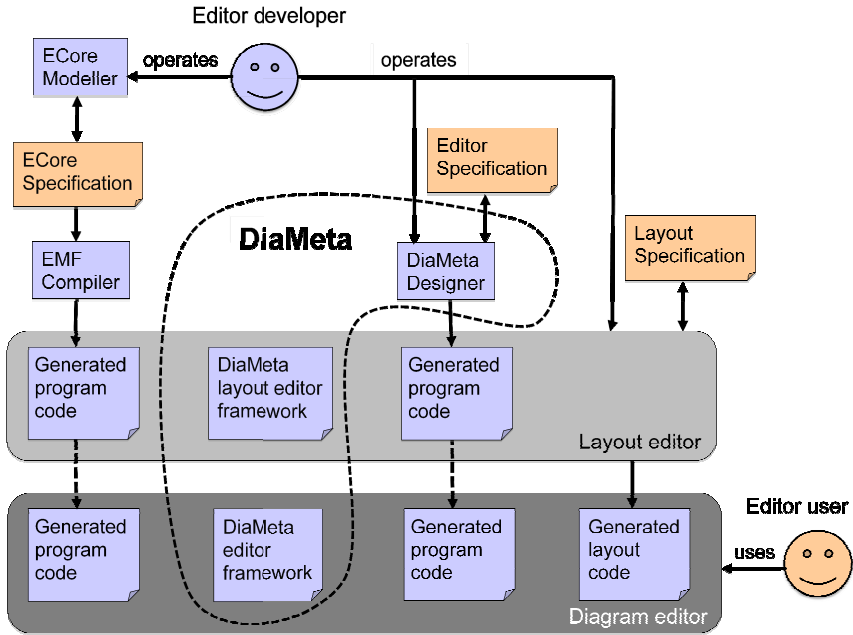 Editor developer
ECore
Modeller
operates
operates
Editor
Specification
ECore
Specification
DiaMeta
Layout
Specification
EMF
Compiler
DiaMeta
Designer
Generated
program
code
DiaMeta
layout editor
framework
Generated
program
code
Layout editor
Generated
program
code
DiaMeta
editor
framework
Generated
program
code
Generated
layout
code
Diagram editor
Editor user
uses